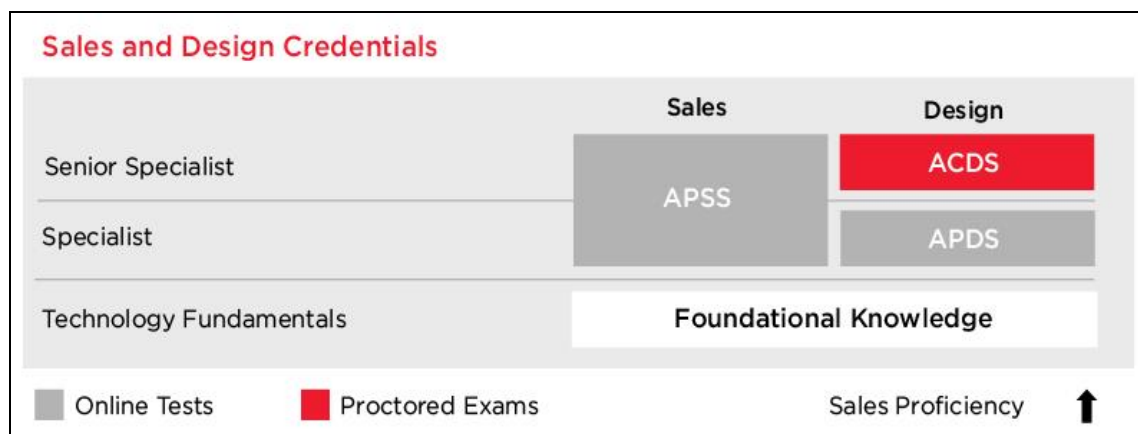 Sales and Design Credentials
Sales Design
Senior Specialist
ACDS
APSS
Specialist
APDS
Technology Fundamentals
Foundational Knowledge
Online Tests
Proctored Exams
Sales Proficiency